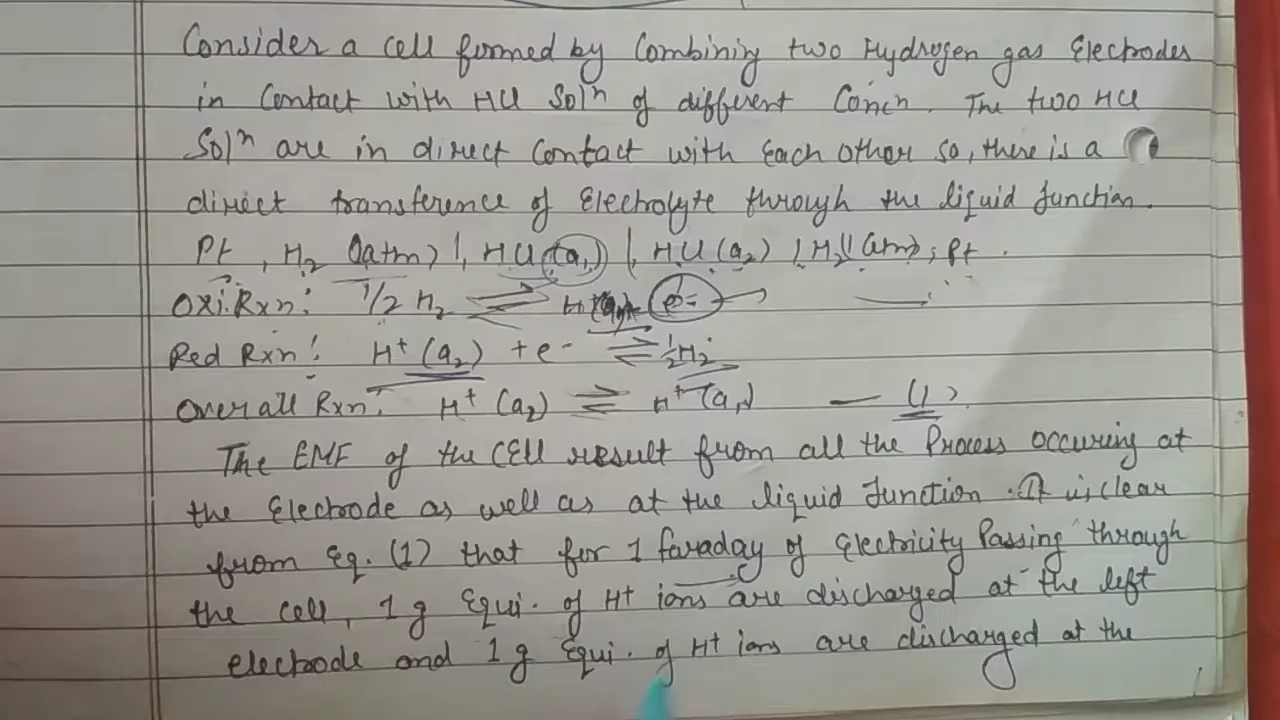 Consider a cell formed by Combining two Hydrogen gas Electrodes
in Contact with HCl Solⁿ of different Concn. The two HCl
Solⁿ are in direct Contact with Each other so, there is a
direct transference of Electrolyte through the liquid function.
Pt, H₂ (1atm) |, HCl (a₁) | HCl (a₂) | H₂ (1 atm), Pt.
Oxi. Rxn: 1/2 H₂ ⇌ e-
Red Rxn: H⁺ (a₂) + e- ⇌ ½H₂
Overall Rxn: H⁺ (a₂) ⇌ H⁺ (a₁) — (1)
The EMF of the CEll result from all the Process occuring at
the Electrode as well as at the liquid function. It is clear
from Eq. (1) that for 1 faraday of Electricity Passing through
the cell, 1 g Equi. of H⁺ ions are discharged at the left
electrode and 1 g Equi. of H⁺ ions are discharged at the